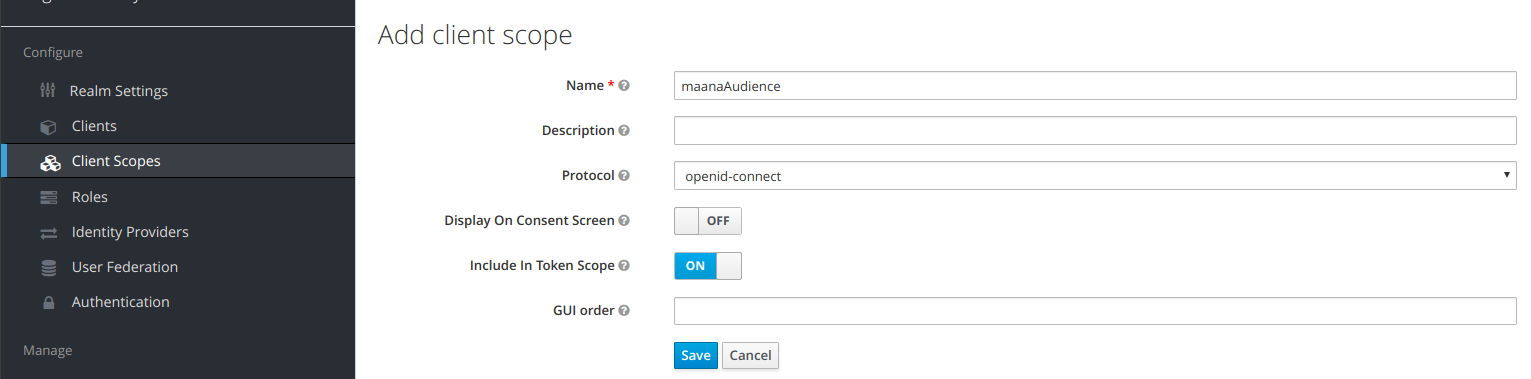 Configure
Realm Settings
Clients
Client Scopes
Roles
Identity Providers
User Federation
Authentication
Manage
Add client scope
Name * maanaAudience
Description
Protocol openid-connect
Display On Consent Screen OFF
Include In Token Scope ON
GUI order
Save Cancel